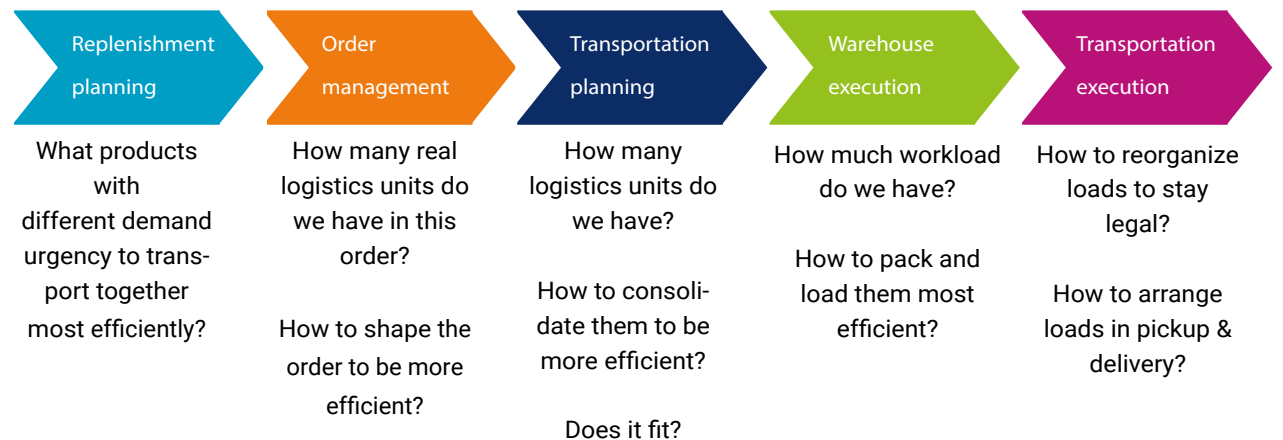 Replenishment
planning
Order
management
Transportation
planning
Warehouse
execution
Transportation
execution
What products
with
different demand
urgency to trans-
port together
most efficiently?
How many real
logistics units do
we have in this
order?
How to shape the
order to be more
efficient?
How many
logistics units do
we have?
How to consoli-
date them to be
more efficient?
Does it fit?
How much workload
do we have?
How to pack and
load them most
efficient?
How to reorganize
loads to stay
legal?
How to arrange
loads in pickup &
delivery?